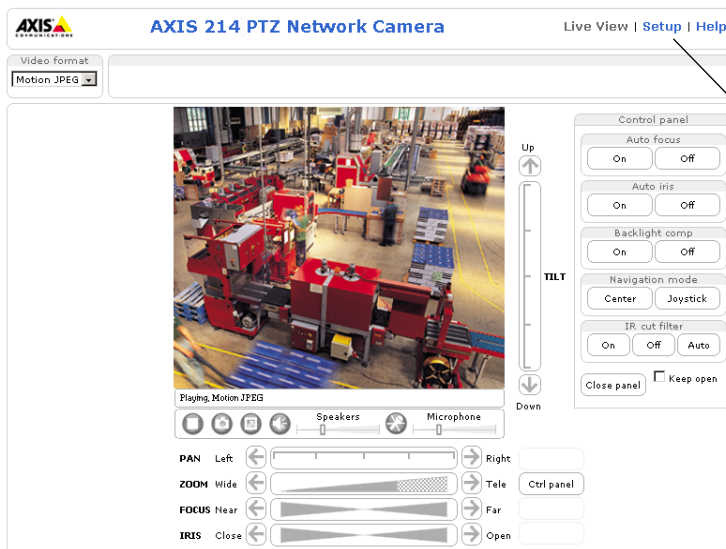 AXIS
COMMUNICATIONS
AXIS 214 PTZ Network Camera
Live View | Setup | Help
Video format
Motion JPEG
Control panel
Auto focus
On Off
Auto iris
On Off
Backlight comp
On Off
Navigation mode
Center Joystick
IR cut filter
On Off Auto
Close panel Keep open
Up
TILT
Down
Playing, Motion JPEG
Speakers Microphone
PAN Left Right
ZOOM Wide Tele Ctrl panel
FOCUS Near Far
IRIS Close Open